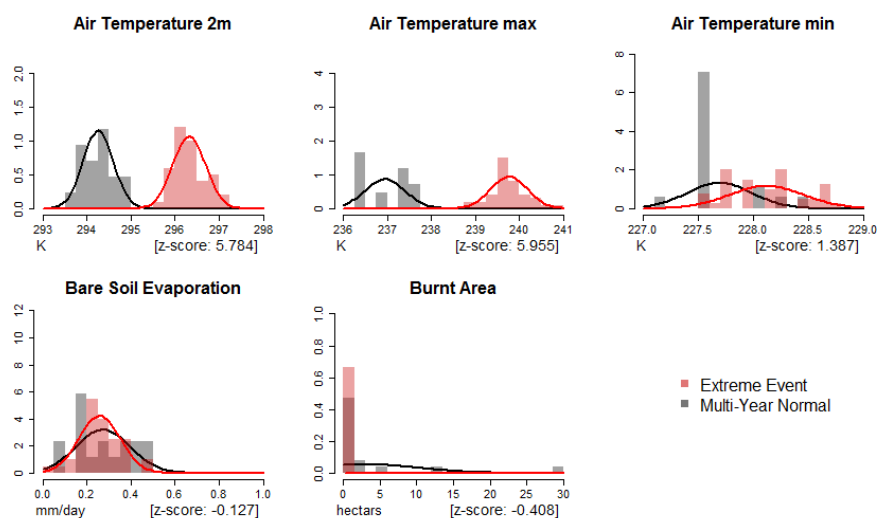 Air Temperature 2m
0.0 0.5 1.0 1.5 2.0
293 294 295 296 297 298
K [z-score: 5.784]
Air Temperature max
0 1 2 3 4
236 237 238 239 240 241
K [z-score: 5.955]
Air Temperature min
0 2 4 6 8
227.0 227.5 228.0 228.5 229.0
K [z-score: 1.387]
Bare Soil Evaporation
0 2 4 6 8 10 12
0.0 0.2 0.4 0.6 0.8 1.0
mm/day [z-score: -0.127]
Burnt Area
0.0 0.2 0.4 0.6 0.8 1.0
0 5 10 15 20 25 30
hectars [z-score: -0.408]
Extreme Event
Multi-Year Normal